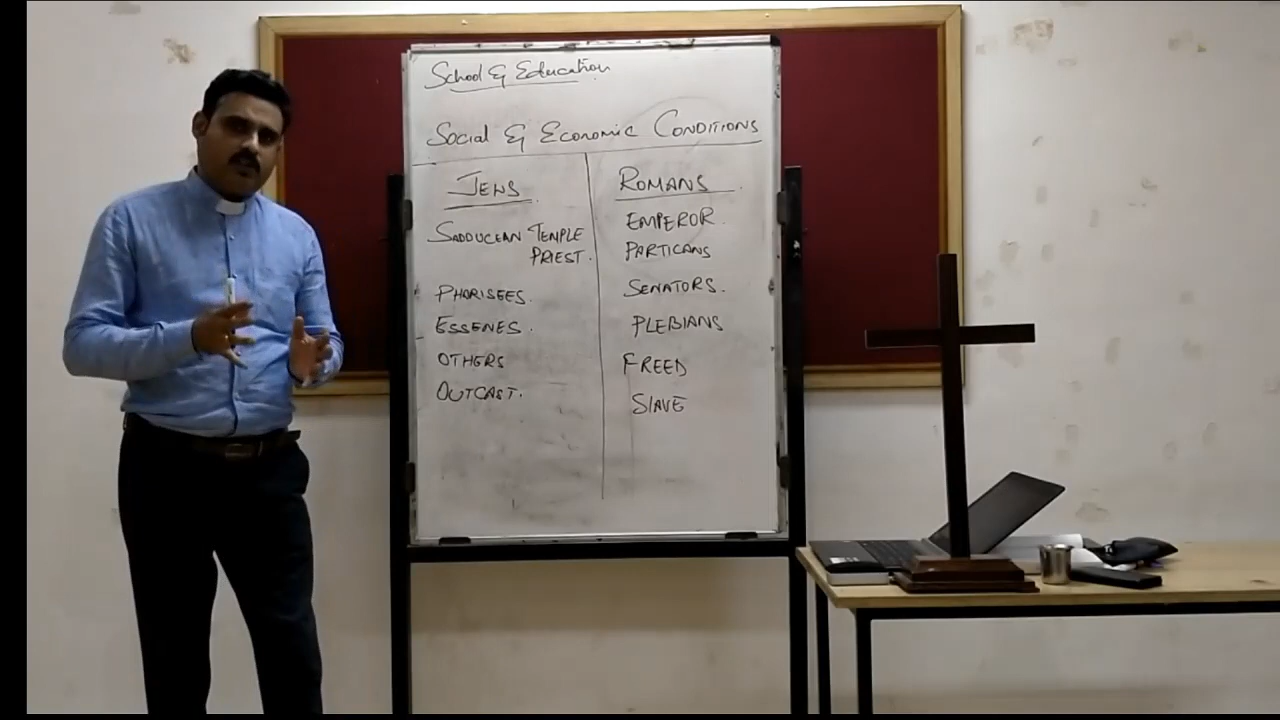 School & Education
Social & Economic Conditions
JEWS
SADDUCEAN TEMPLE
PRIEST.
PHARISEES.
ESSENES.
OTHERS
OUTCAST.
ROMANS
EMPEROR.
PARTICANS
SENATORS.
PLEBIANS
FREED
SLAVE